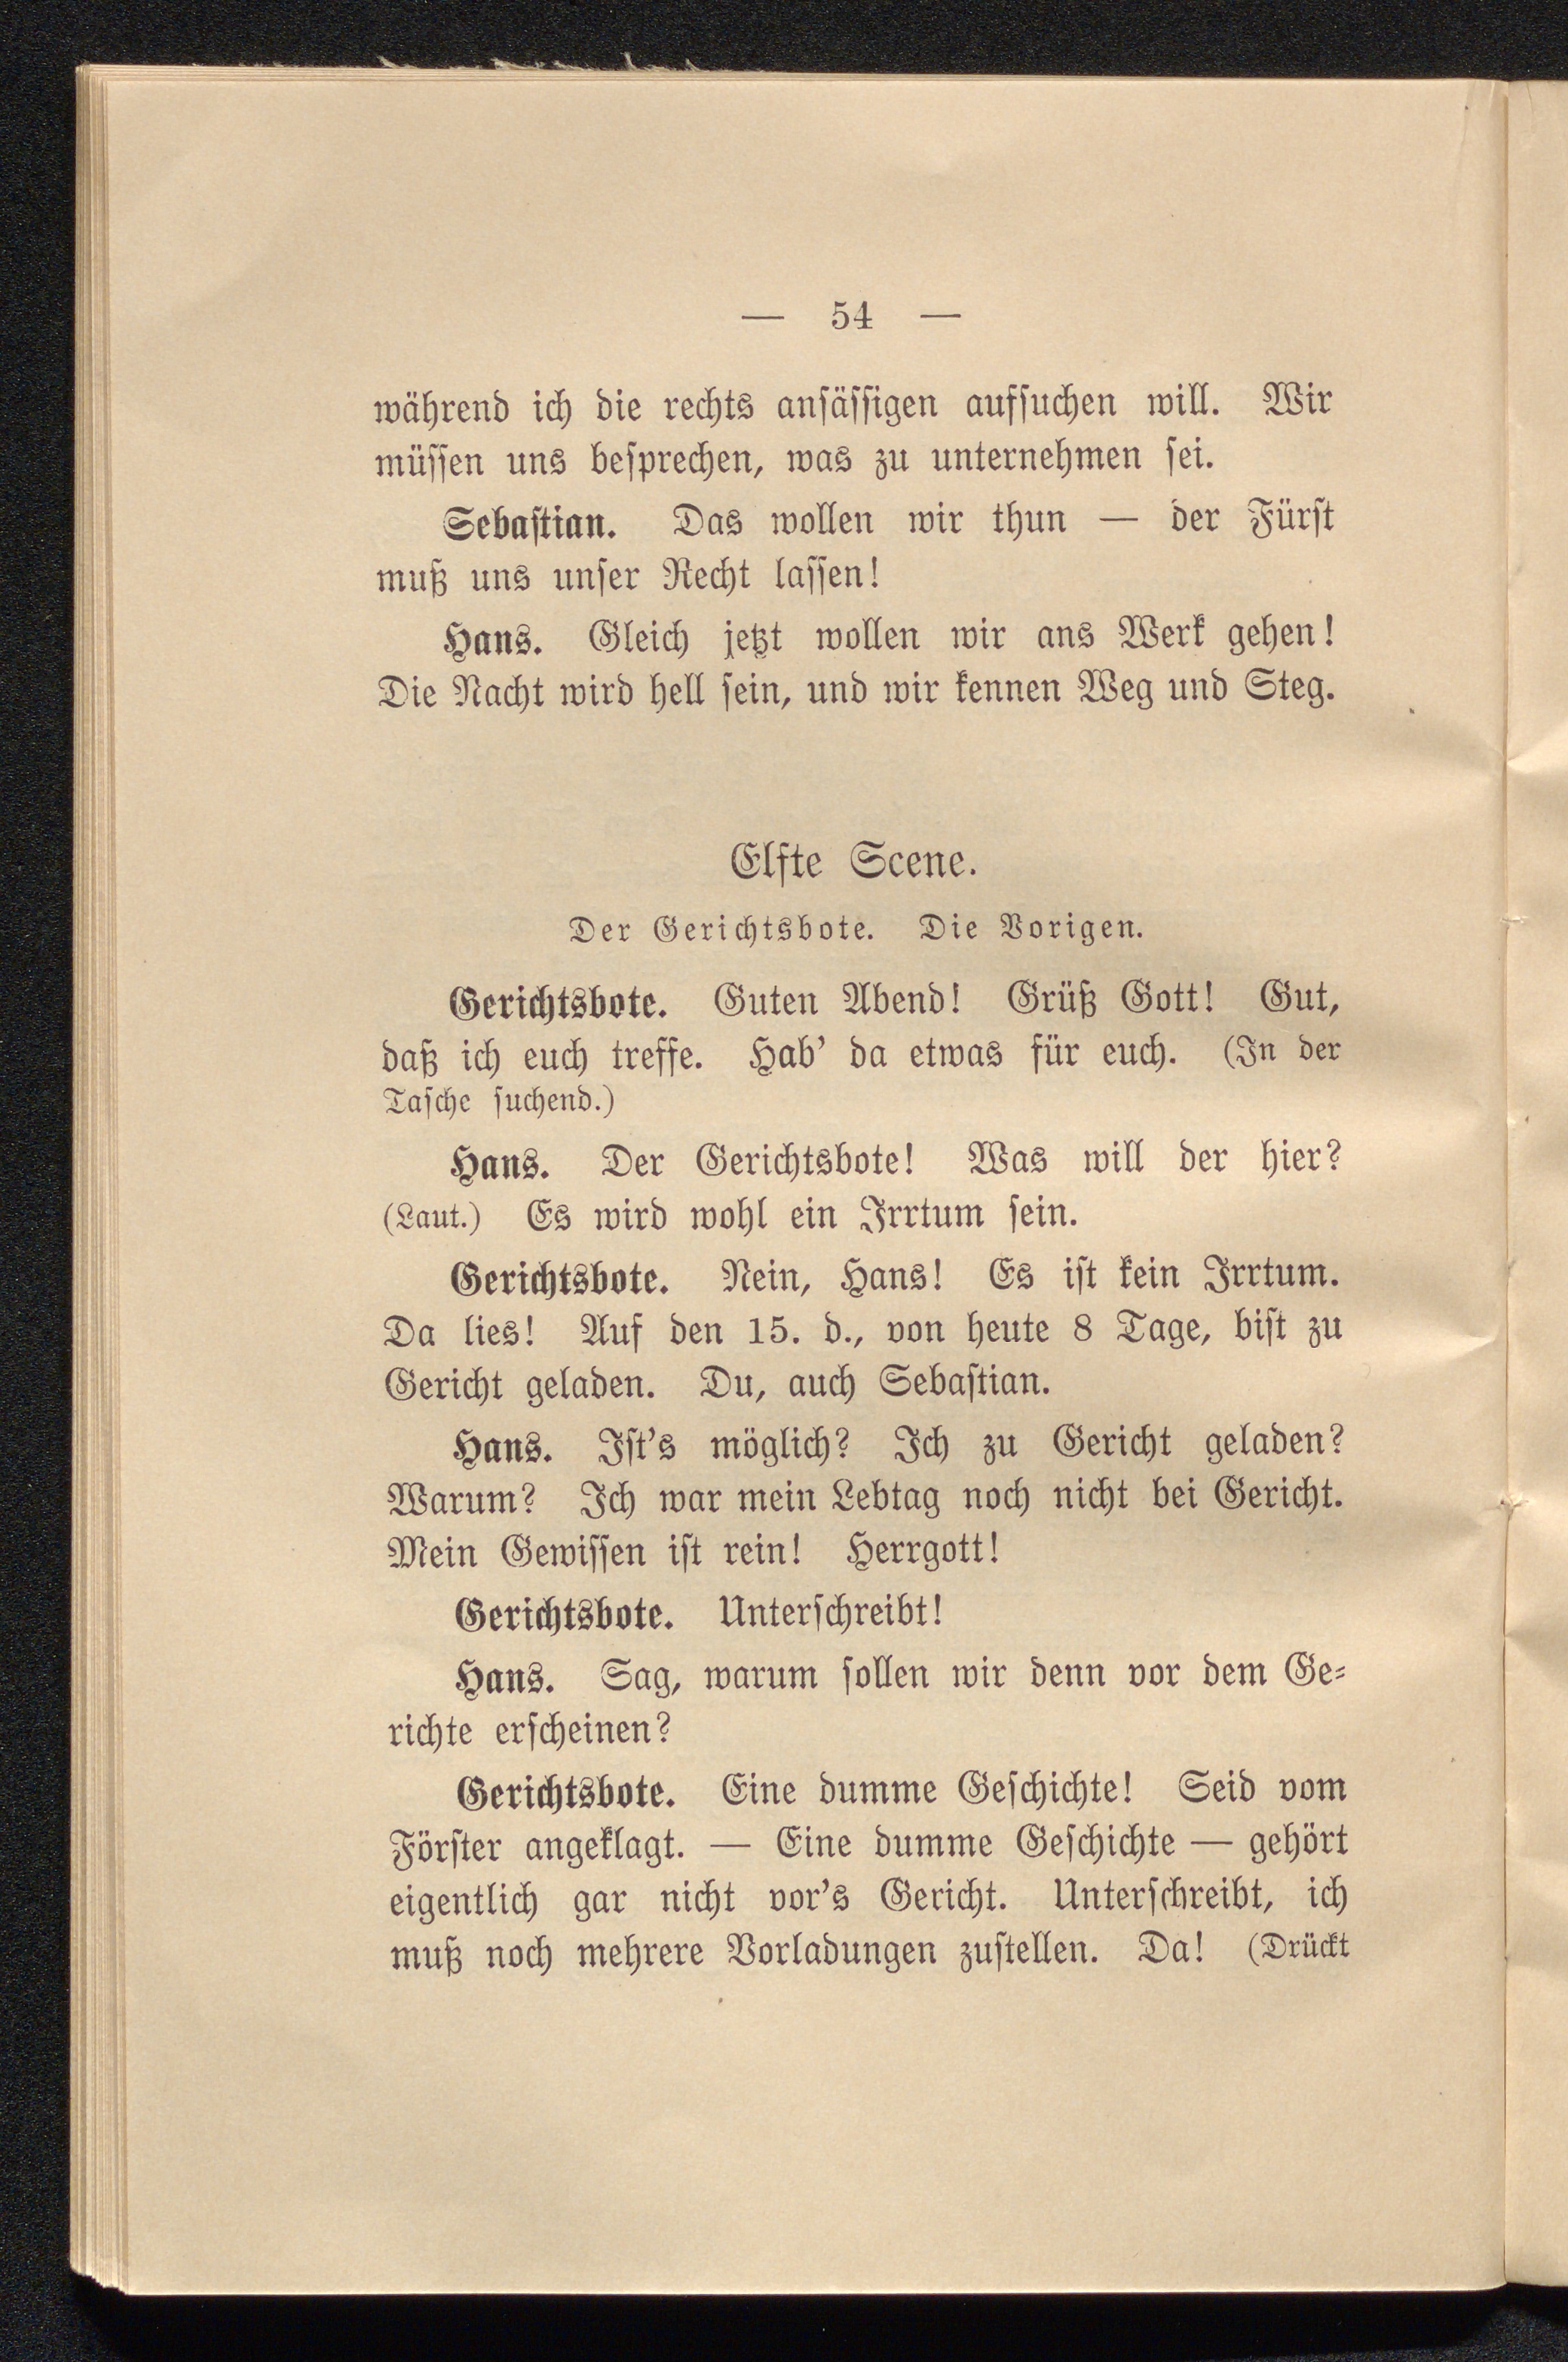 — 54 —
während ich die rechts ansässigen aufsuchen will. Wir
müssen uns besprechen, was zu unternehmen sei.
Sebastian. Das wollen wir thun — der Fürst
muß uns unser Recht lassen!
Hans. Gleich jetzt wollen wir ans Werk gehen!
Die Nacht wird hell sein, und wir kennen Weg und Steg.
Elfte Scene.
Der Gerichtsbote. Die Vorigen.
Gerichtsbote. Guten Abend! Grüß Gott! Gut,
daß ich euch treffe. Hab' da etwas für euch. (In der
Tasche suchend.)
Hans. Der Gerichtsbote! Was will der hier?
(Laut.) Es wird wohl ein Irrtum sein.
Gerichtsbote. Nein, Hans! Es ist kein Irrtum.
Da lies! Auf den 15. d., von heute 8 Tage, bist zu
Gericht geladen. Du, auch Sebastian.
Hans. Ist's möglich? Ich zu Gericht geladen?
Warum? Ich war mein Lebtag noch nicht bei Gericht.
Mein Gewissen ist rein! Herrgott!
Gerichtsbote. Unterschreibt!
Hans. Sag, warum sollen wir denn vor dem Ge-
richte erscheinen?
Gerichtsbote. Eine dumme Geschichte! Seid vom
Förster angeklagt. — Eine dumme Geschichte — gehört
eigentlich gar nicht vor's Gericht. Unterschreibt, ich
muß noch mehrere Vorladungen zustellen. Da! (Drückt